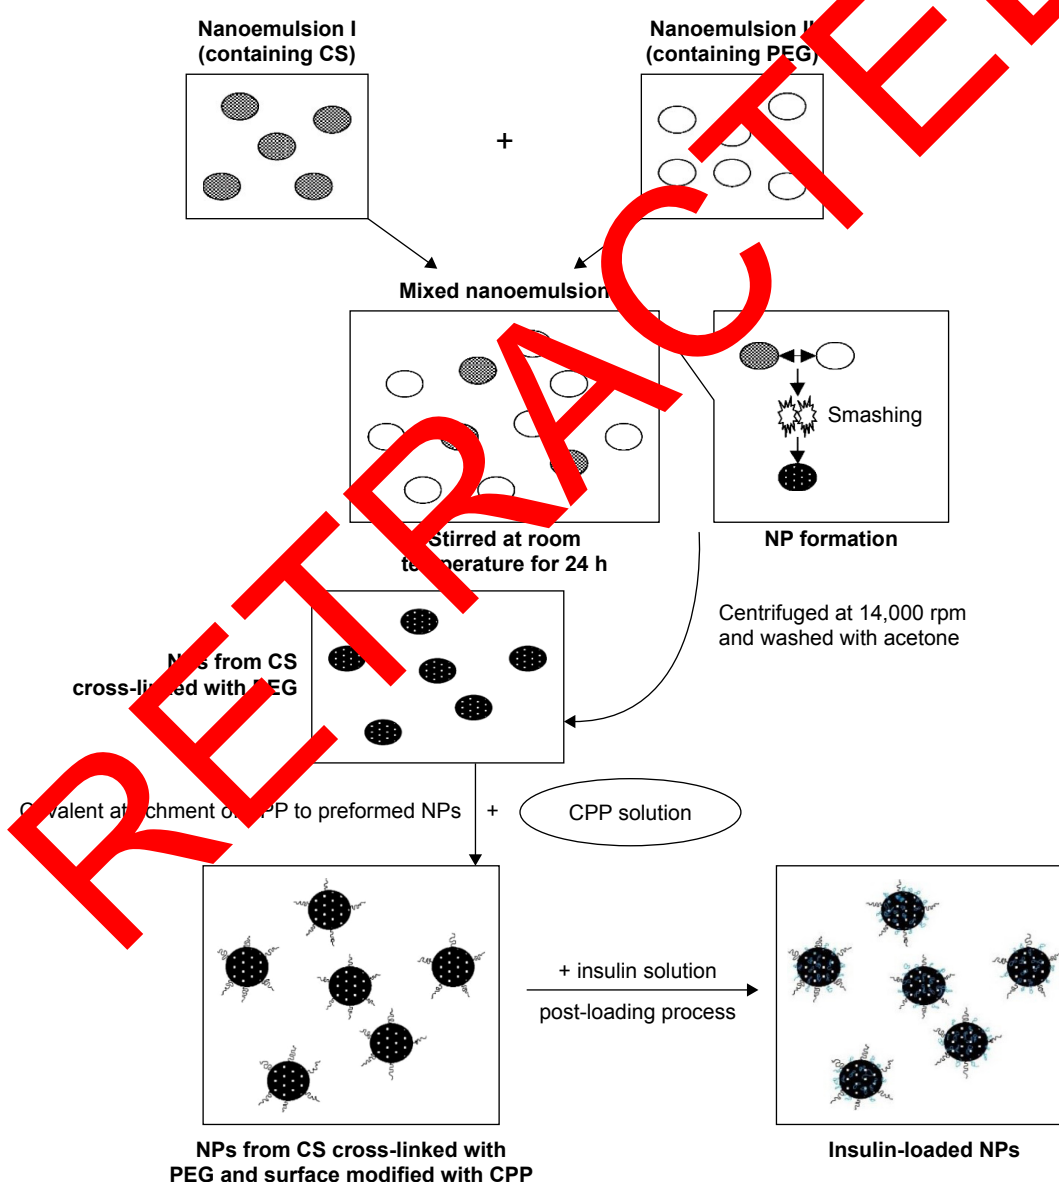 Nanoemulsion I
(containing CS)
Nanoemulsion II
(containing PEG)
+
Mixed nanoemulsion
Smashing
Stirred at room
temperature for 24 h
NP formation
Centrifuged at 14,000 rpm
and washed with acetone
NPs from CS
cross-linked with PEG
Covalent attachment of CPP to preformed NPs
+
CPP solution
+ insulin solution
post-loading process
NPs from CS cross-linked with
PEG and surface modified with CPP
Insulin-loaded NPs
RETRACTED